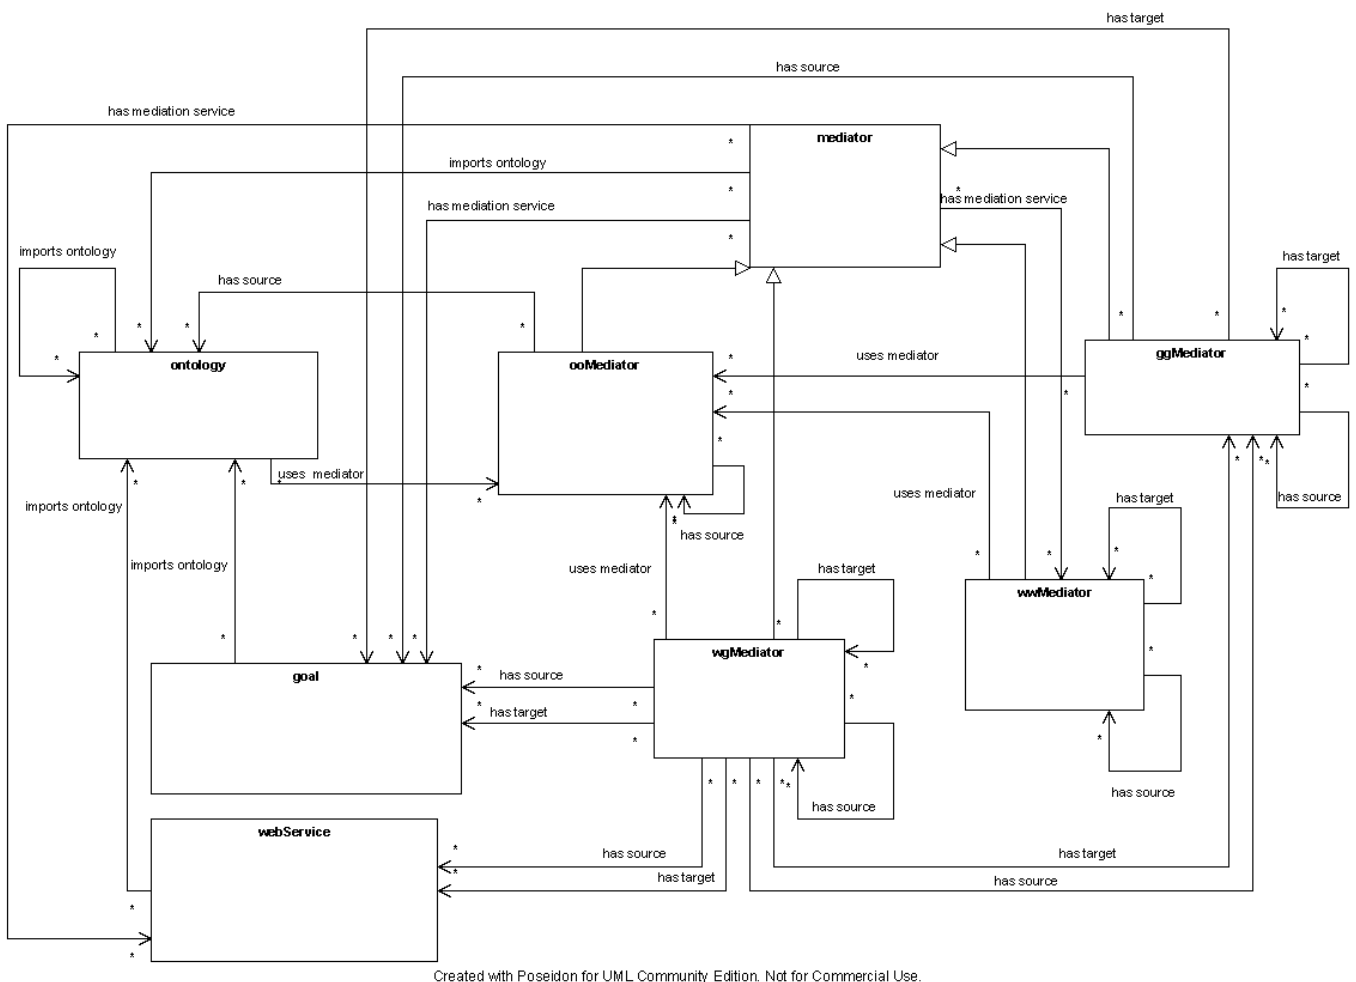 has target
has source
has mediation service
mediator
imports ontology
has mediation service
has mediation service
imports ontology
has target
has source
ontology
ooMediator
uses mediator
ggMediator
uses mediator
imports ontology
uses mediator
has target
has source
has source
imports ontology
uses mediator
has target
wwMediator
wgMediator
goal
has source
has target
has source
has source
webService
has source
has target
has target
has source
Created with Poseidon for UML Community Edition. Not for Commercial Use.